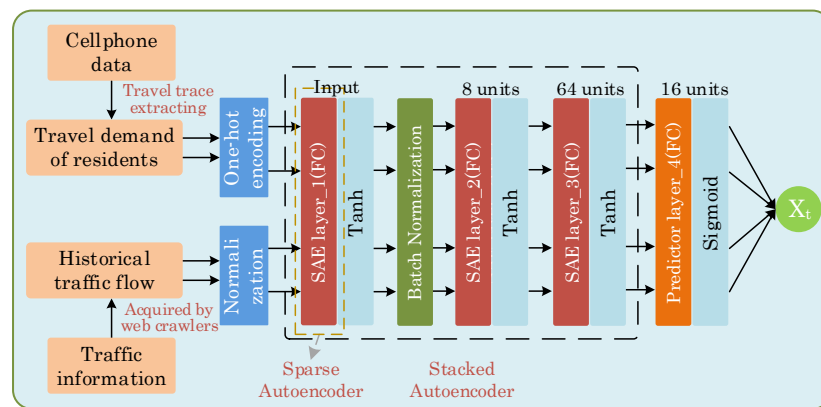 Cellphone
data
Travel trace
extracting
Travel demand
of residents
One-hot
encoding
Historical
traffic flow
Normali
zation
Acquired by
web crawlers
Traffic
information
Input
SAE layer_1(FC)
Tanh
Batch Normalization
8 units
SAE layer_2(FC)
Tanh
64 units
SAE layer_3(FC)
Tanh
16 units
Predictor layer_4(FC)
Sigmoid
Xt
Sparse
Autoencoder
Stacked
Autoencoder